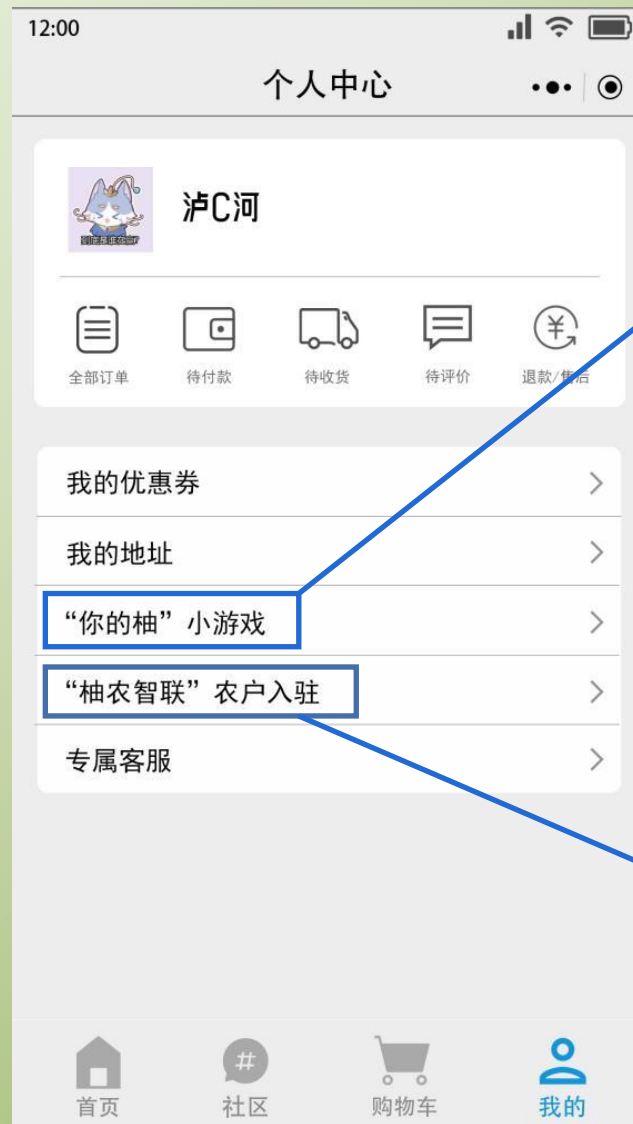 12:00
个人中心
泸C河
全部订单 待付款 待收货 待评价 退款/售后
我的优惠券
我的地址
“你的柚”小游戏
“柚农智联”农户入驻
专属客服
#
首页 社区 购物车 我的